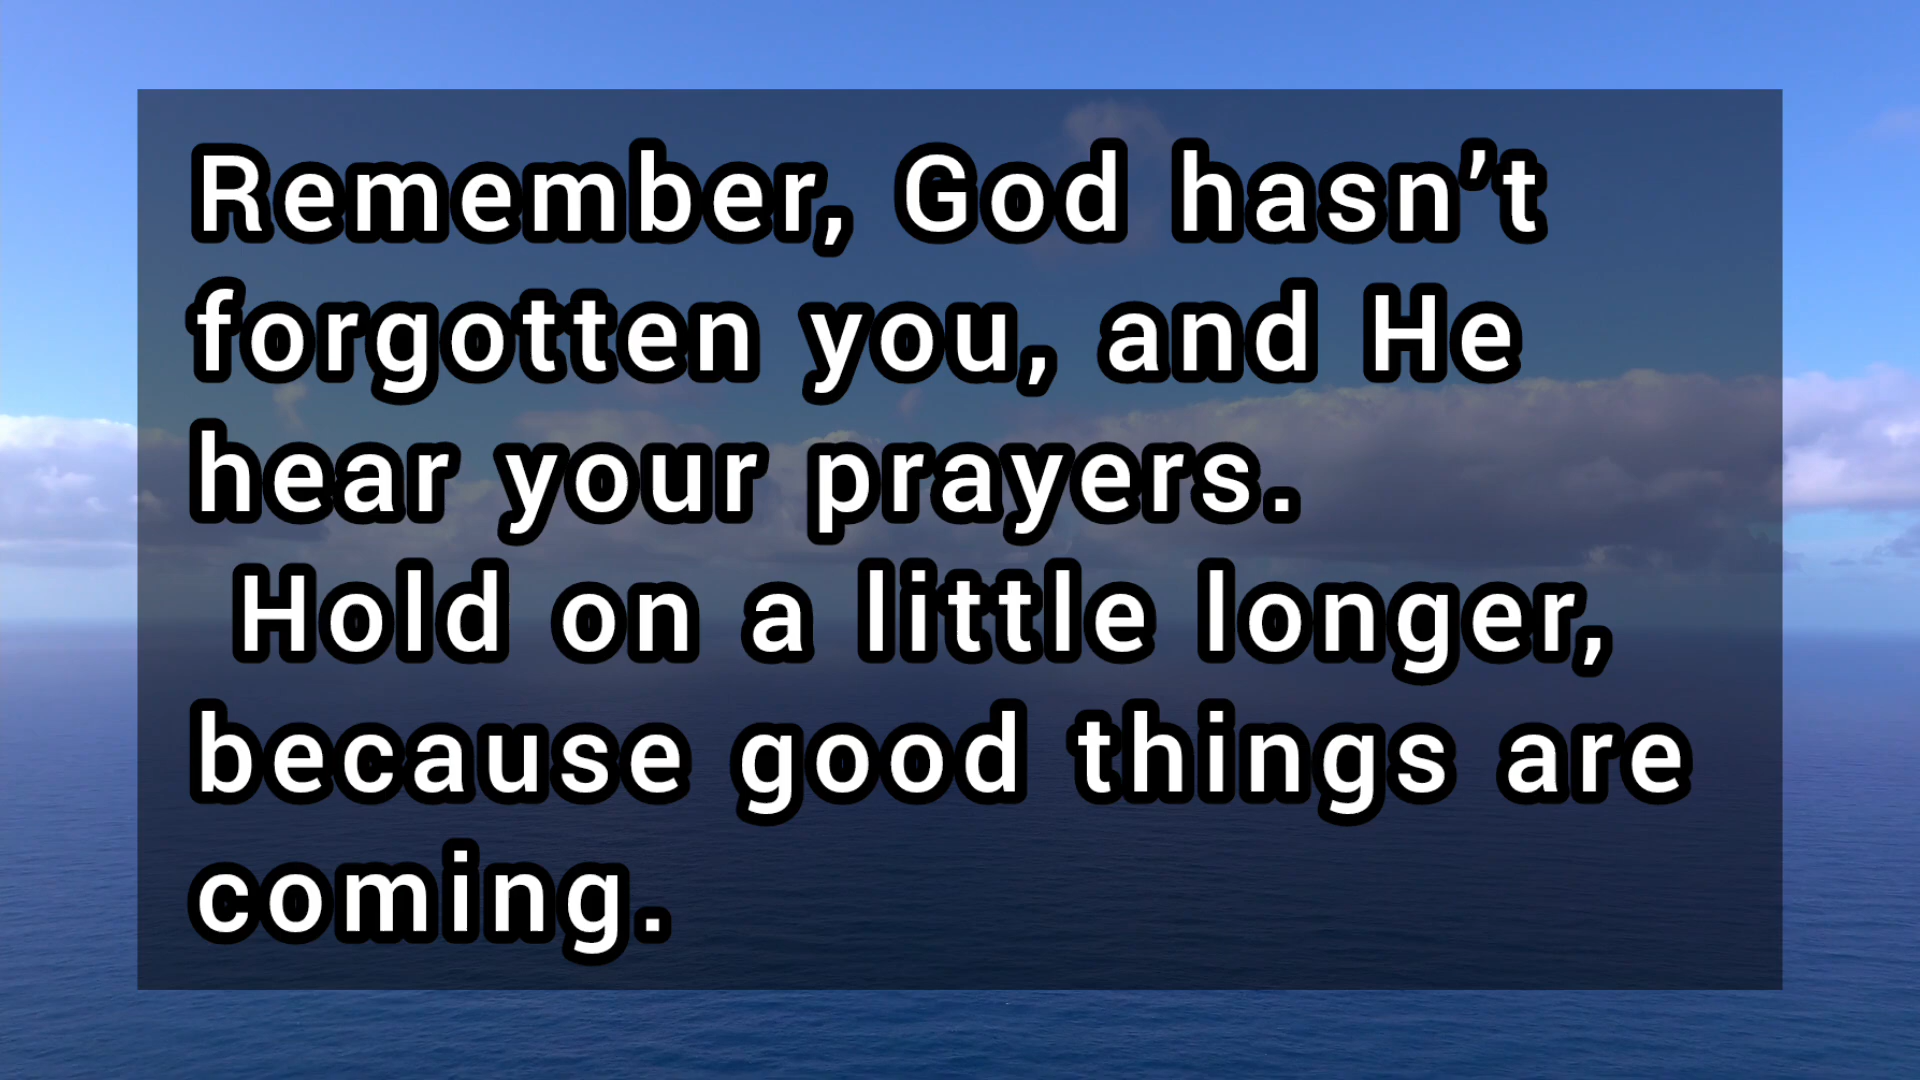 Remember, God hasn’t
forgotten you, and He
hear your prayers.
Hold on a little longer,
because good things are
coming.